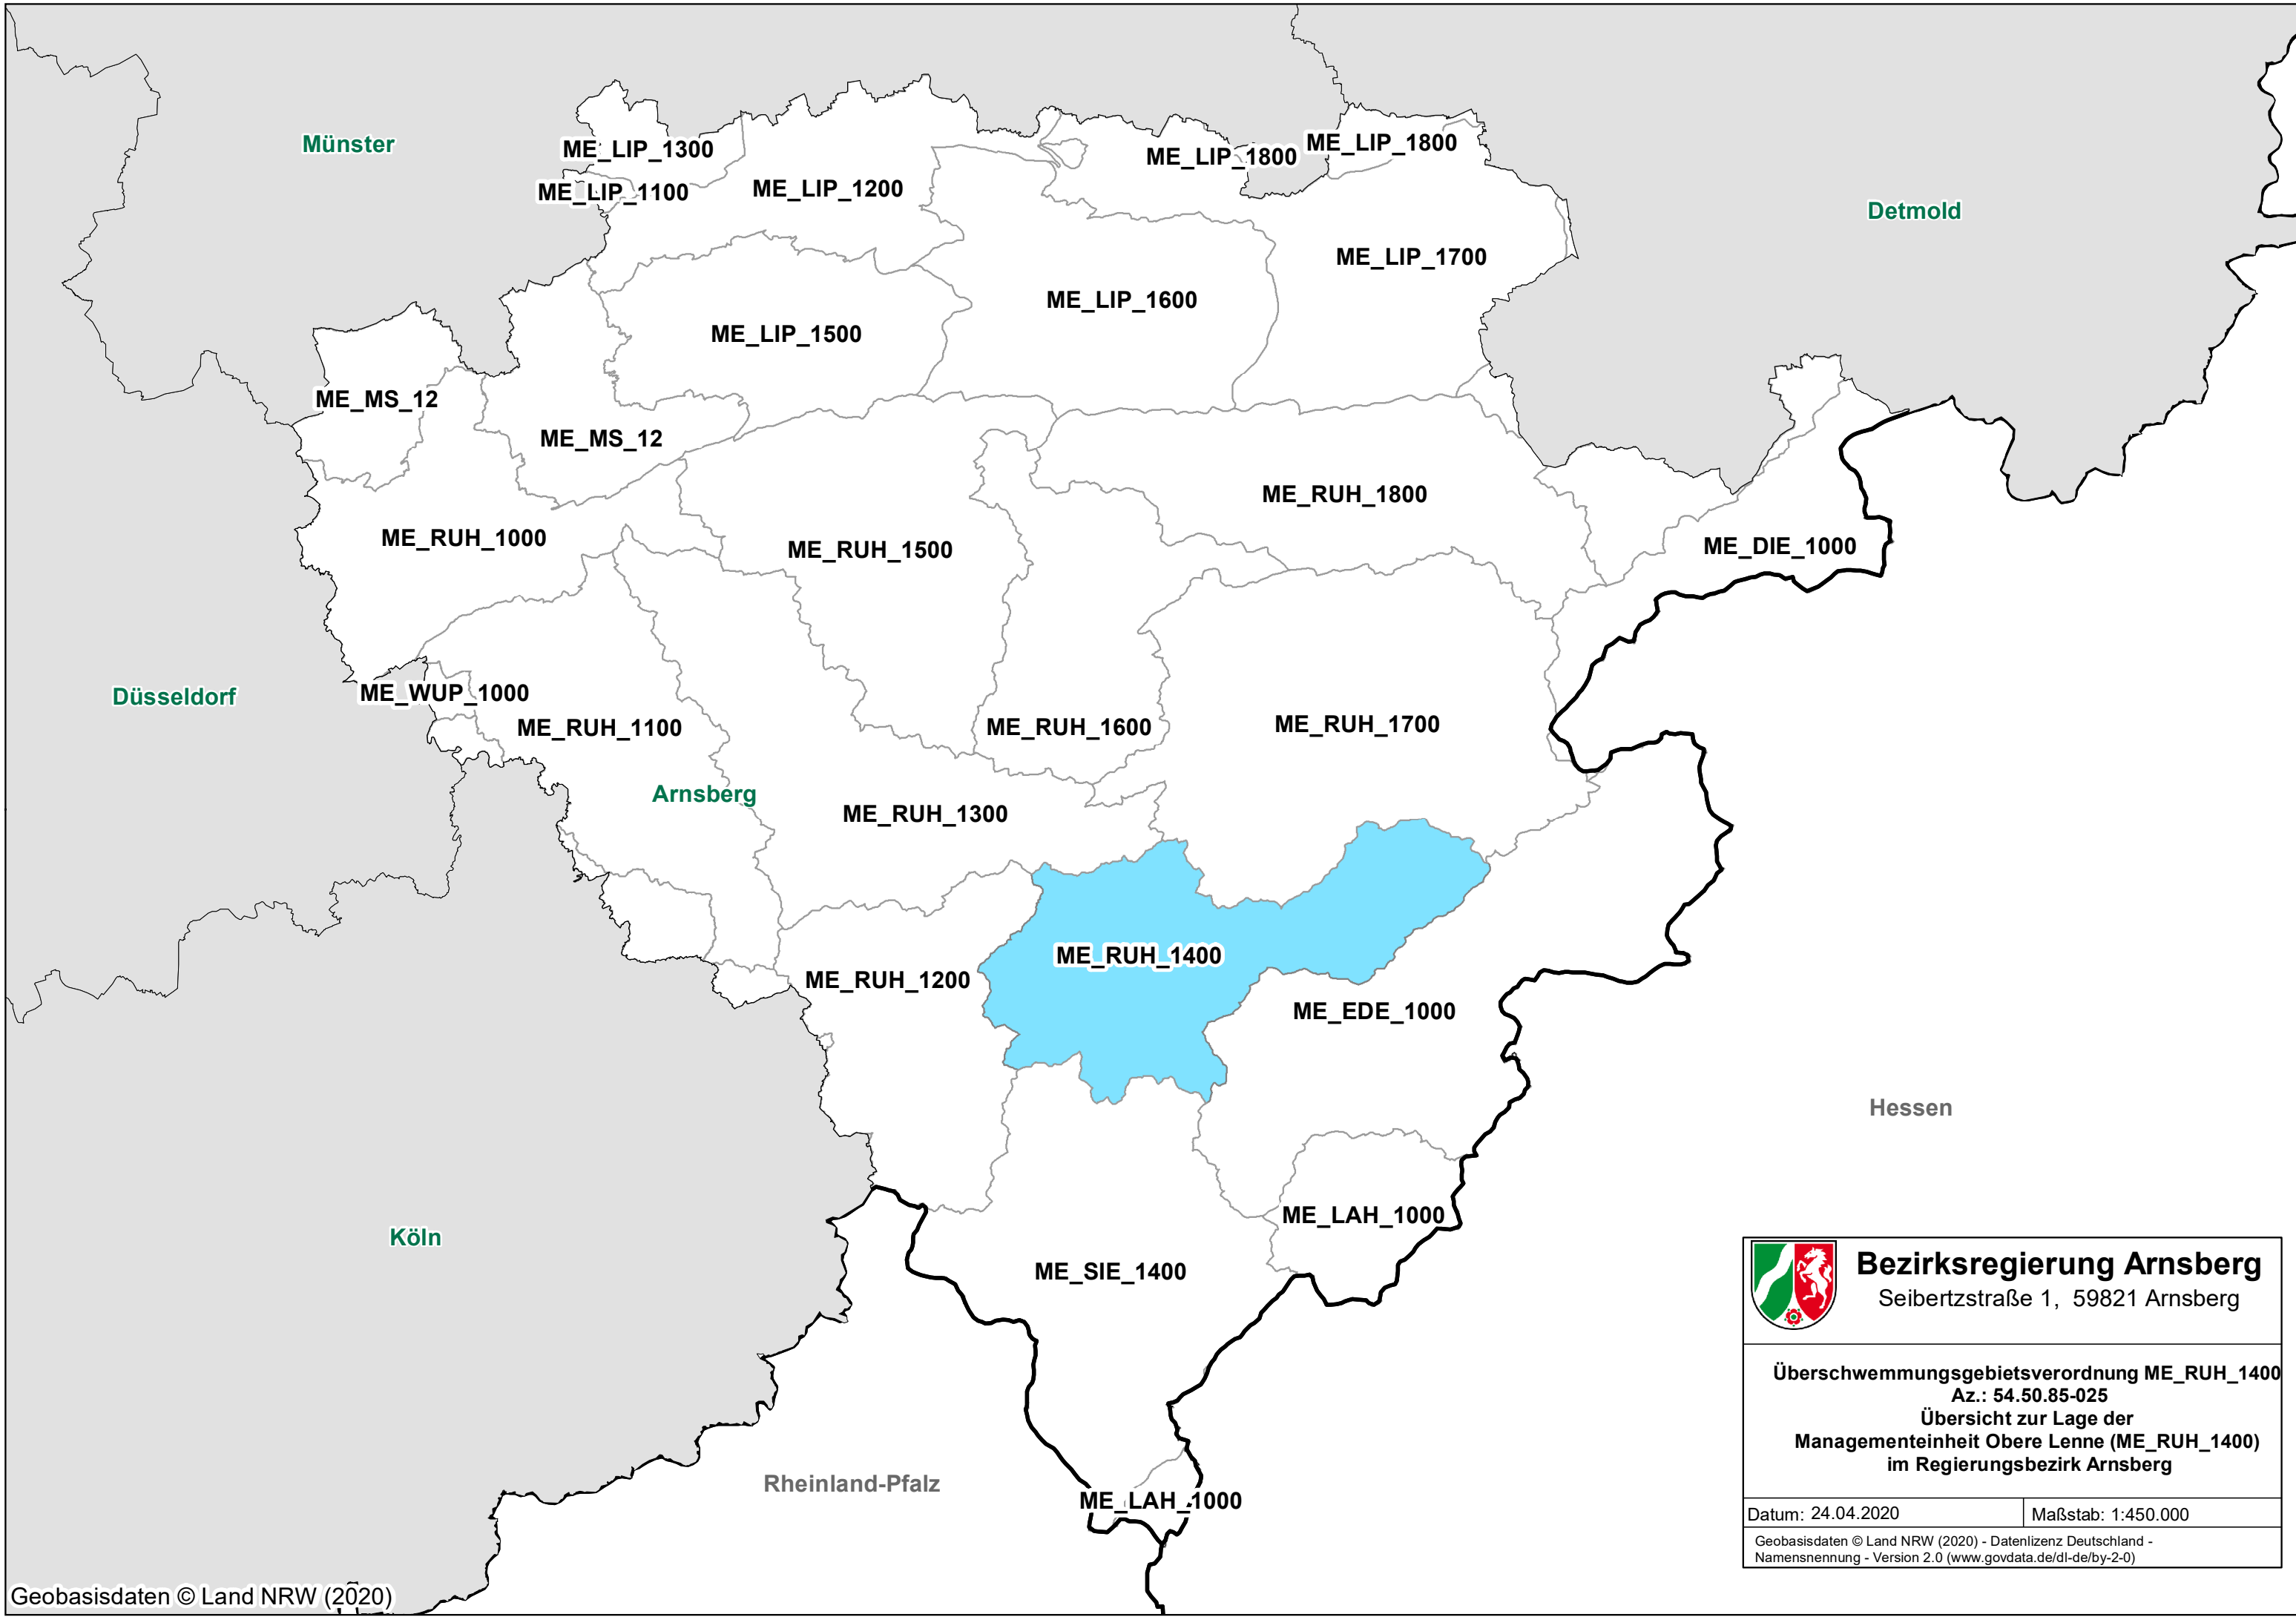 Münster
ME_LIP_1300
ME_LIP_1800
ME_LIP_1800
ME_LIP_1100
ME_LIP_1200
Detmold
ME_LIP_1700
ME_LIP_1600
ME_LIP_1500
ME_MS_12
ME_MS_12
ME_RUH_1800
ME_RUH_1000
ME_RUH_1500
ME_DIE_1000
Düsseldorf
ME_WUP_1000
ME_RUH_1100
ME_RUH_1600
ME_RUH_1700
Arnsberg
ME_RUH_1300
ME_RUH_1400
ME_RUH_1200
ME_EDE_1000
Hessen
ME_LAH_1000
Köln
ME_SIE_1400
Rheinland-Pfalz
ME_LAH_1000
Bezirksregierung Arnsberg
Seibertzstraße 1, 59821 Arnsberg
Überschwemmungsgebietsverordnung ME_RUH_1400
Az.: 54.50.85-025
Übersicht zur Lage der
Managementeinheit Obere Lenne (ME_RUH_1400)
im Regierungsbezirk Arnsberg
Datum: 24.04.2020
Maßstab: 1:450.000
Geobasisdaten © Land NRW (2020) - Datenlizenz Deutschland -
Namensnennung - Version 2.0 (www.govdata.de/dl-de/by-2-0)
Geobasisdaten © Land NRW (2020)